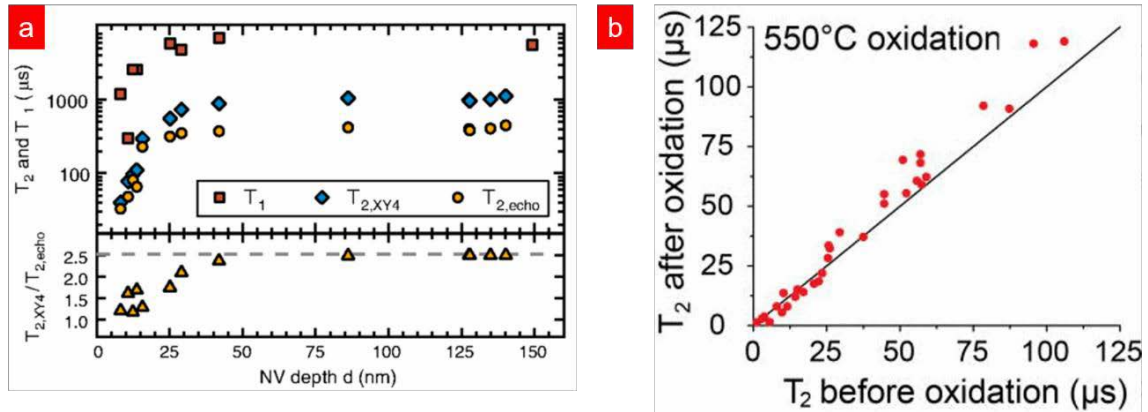 a
T₂ and T₁ (μs)
1000
100
T₁
T₂,XY4
T₂,echo
T₂,XY4/T₂,echo
2.5
2.0
1.5
1.0
0
25
50
75
100
125
150
NV depth d (nm)
b
550°C oxidation
T₂ after oxidation (μs)
125
100
75
50
25
0
0
25
50
75
100
125
T₂ before oxidation (μs)